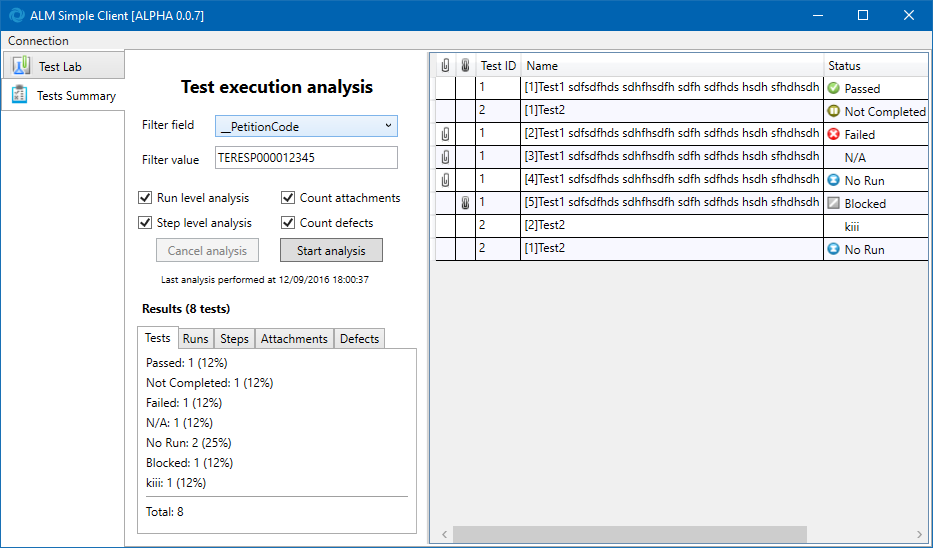 ALM Simple Client [ALPHA 0.0.7]
Connection
Test Lab
Tests Summary
Test execution analysis
Filter field
__PetitionCode
Filter value
TERESP000012345
Run level analysis
Count attachments
Step level analysis
Count defects
Cancel analysis
Start analysis
Last analysis performed at 12/09/2016 18:00:37
Results (8 tests)
Tests Runs Steps Attachments Defects
Passed: 1 (12%)
Not Completed: 1 (12%)
Failed: 1 (12%)
N/A: 1 (12%)
No Run: 2 (25%)
Blocked: 1 (12%)
kiii: 1 (12%)
Total: 8
Test ID Name Status
1 [1]Test1 sdfsdfhds sdhfhsdfh sdfh sdfhds hsdh sfhdhsdh Passed
2 [1]Test2 Not Completed
1 [2]Test1 sdfsdfhds sdhfhsdfh sdfh sdfhds hsdh sfhdhsdh Failed
1 [3]Test1 sdfsdfhds sdhfhsdfh sdfh sdfhds hsdh sfhdhsdh N/A
1 [4]Test1 sdfsdfhds sdhfhsdfh sdfh sdfhds hsdh sfhdhsdh No Run
1 [5]Test1 sdfsdfhds sdhfhsdfh sdfh sdfhds hsdh sfhdhsdh Blocked
2 [2]Test2 kiii
2 [1]Test2 No Run